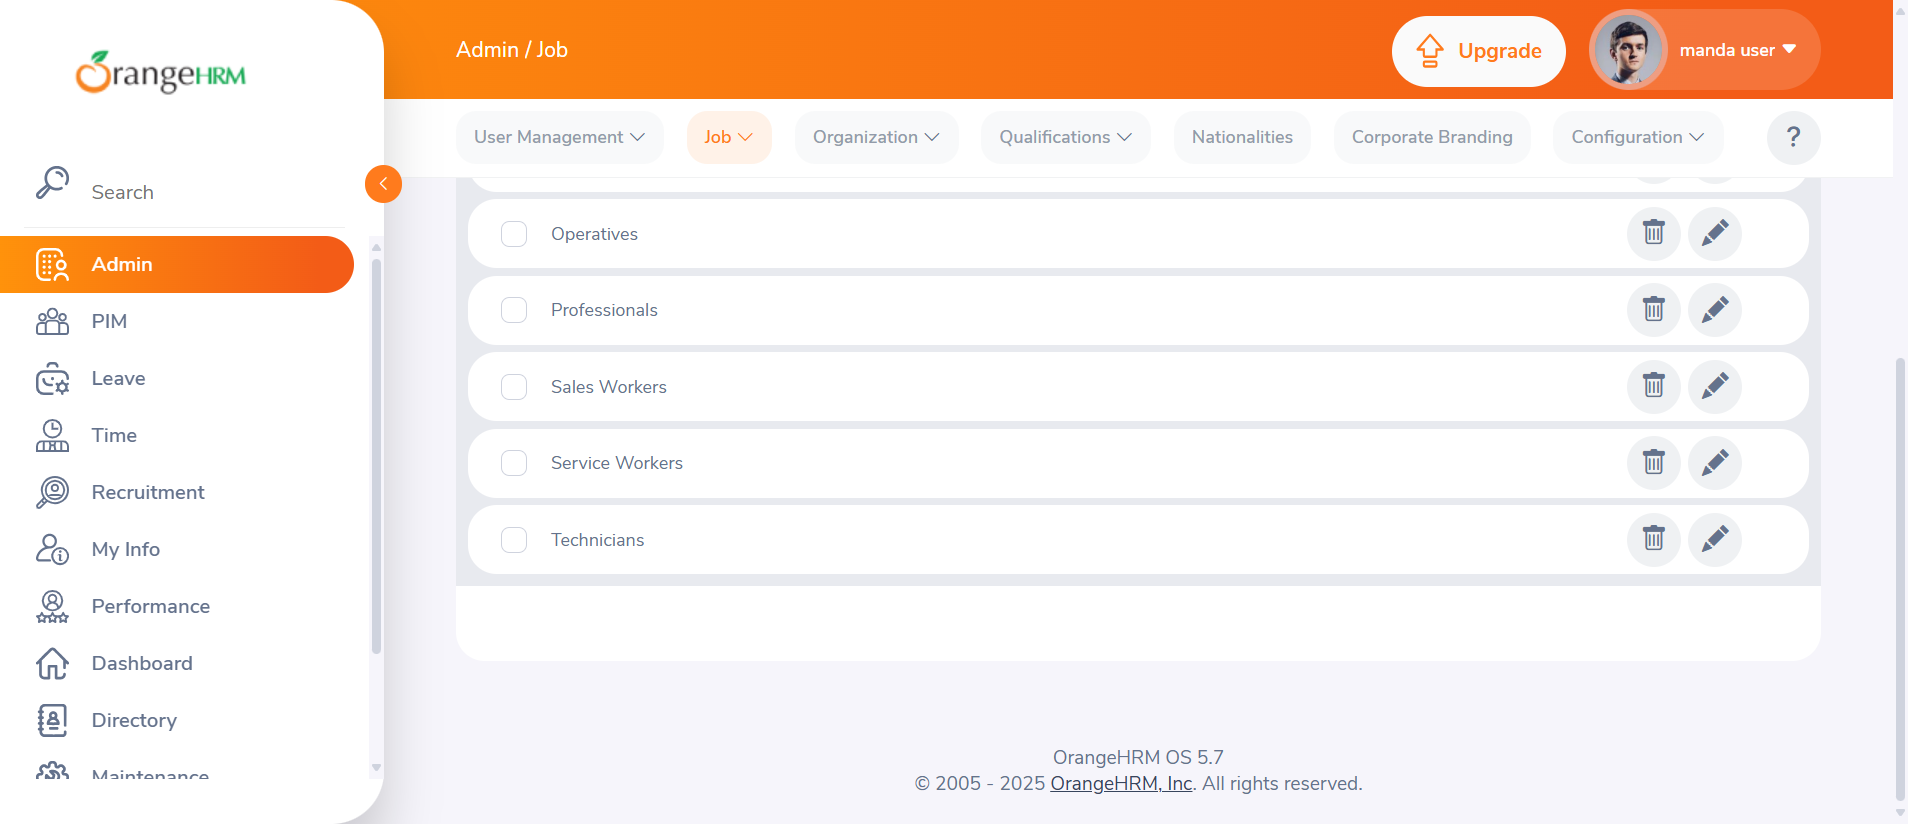 OrangeHRM
Admin / Job
Upgrade
manda user
User Management
Job
Organization
Qualifications
Nationalities
Corporate Branding
Configuration
?
Search
Admin
PIM
Leave
Time
Recruitment
My Info
Performance
Dashboard
Directory
Maintenance
Operatives
Professionals
Sales Workers
Service Workers
Technicians
OrangeHRM OS 5.7
© 2005 - 2025 OrangeHRM, Inc. All rights reserved.